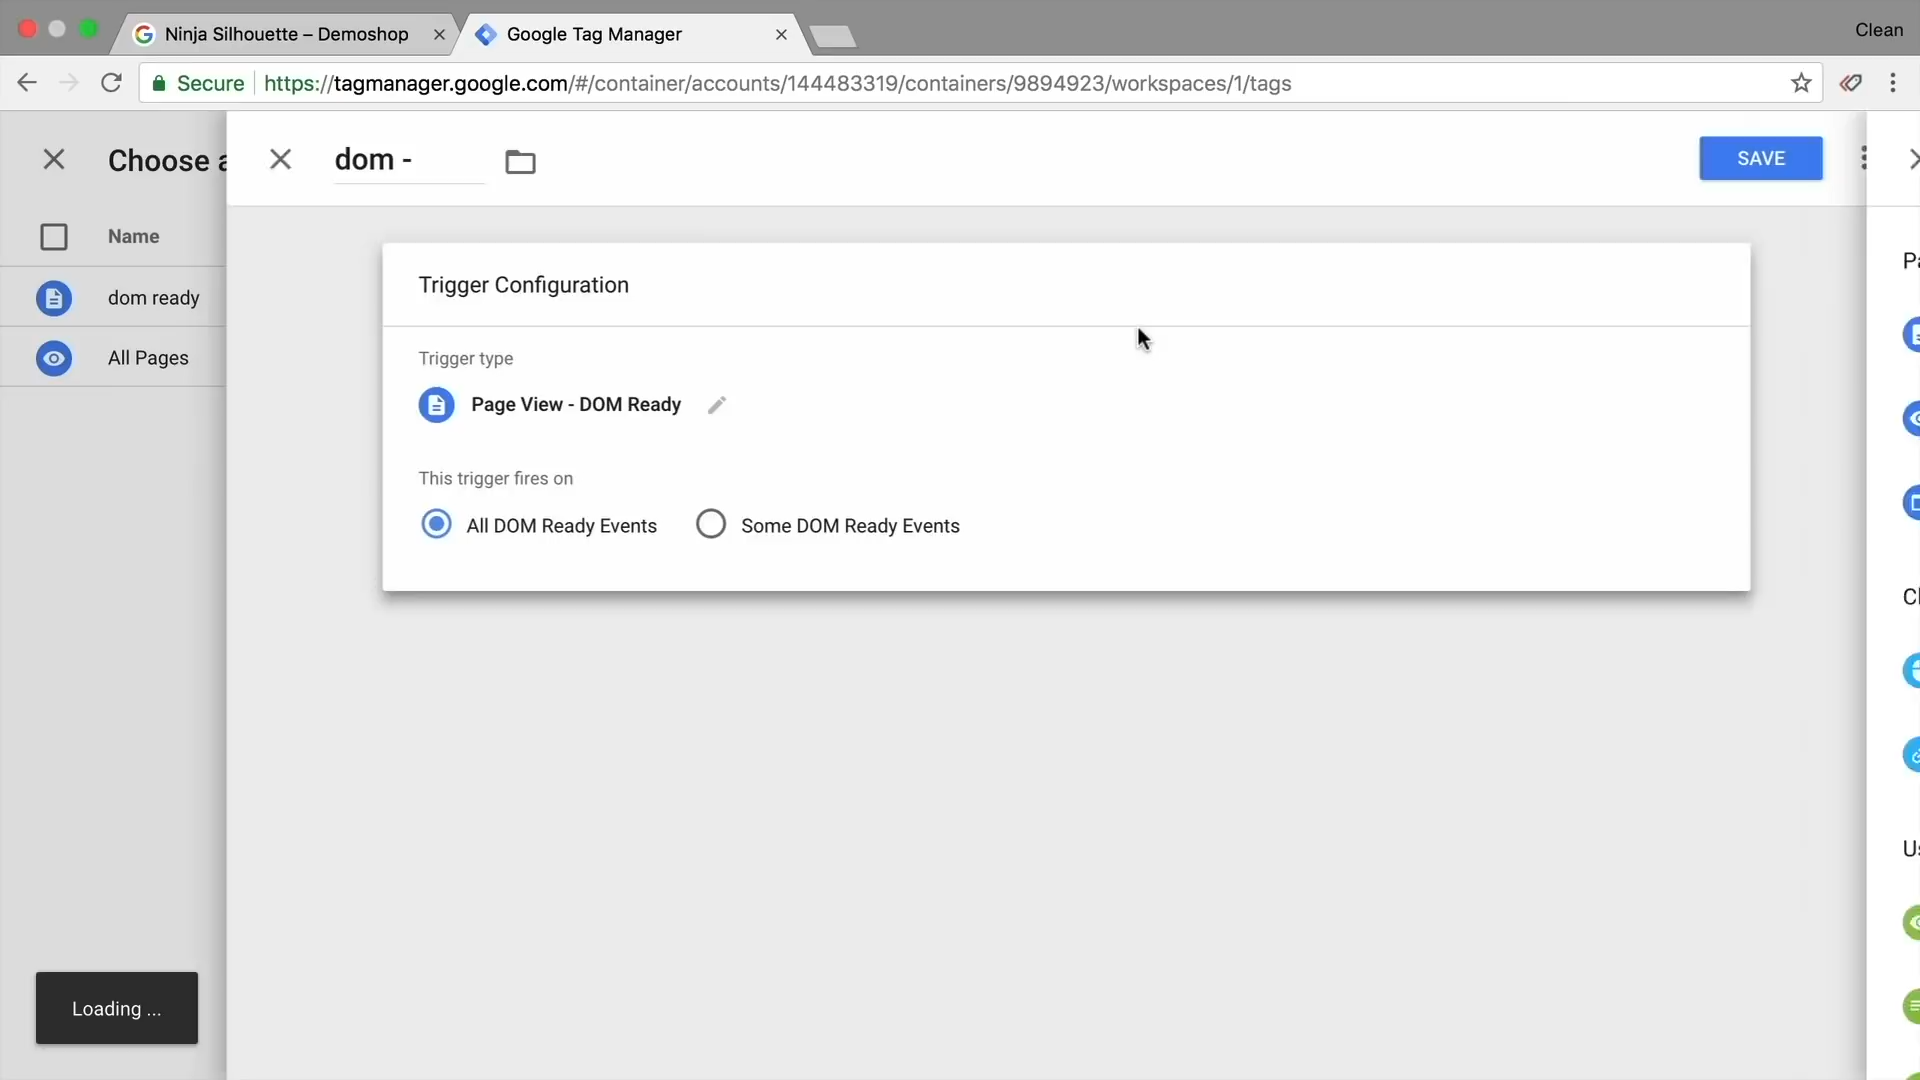 Ninja Silhouette – Demoshop
Google Tag Manager
Clean
Secure
https://tagmanager.google.com/#/container/accounts/144483319/containers/9894923/workspaces/1/tags
Choose a
dom -
SAVE
Name
dom ready
All Pages
Trigger Configuration
Trigger type
Page View - DOM Ready
This trigger fires on
All DOM Ready Events
Some DOM Ready Events
Loading ...